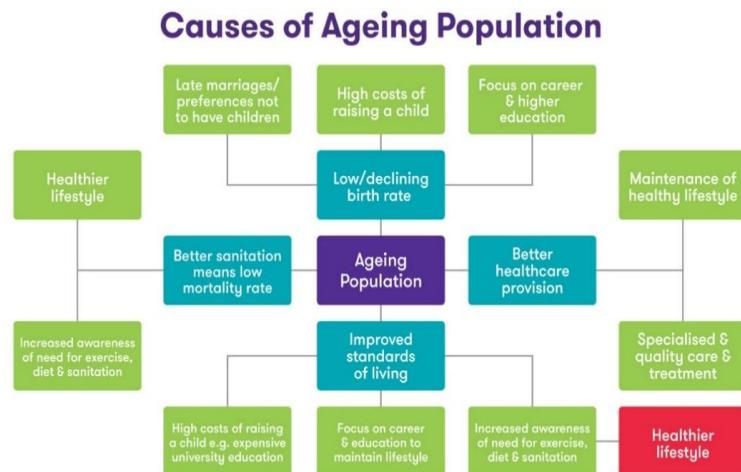 Causes of Ageing Population
Late marriages/
preferences not
to have children
High costs of
raising a child
Focus on career
& higher
education
Healthier
lifestyle
Low/declining
birth rate
Maintenance of
healthy lifestyle
Better sanitation
means low
mortality rate
Ageing
Population
Better
healthcare
provision
Increased awareness
of need for exercise,
diet & sanitation
Improved
standards
of living
Specialised &
quality care &
treatment
High costs of raising
a child e.g. expensive
university education
Focus on career
& education to
maintain lifestyle
Increased awareness
of need for exercise,
diet & sanitation
Healthier
lifestyle